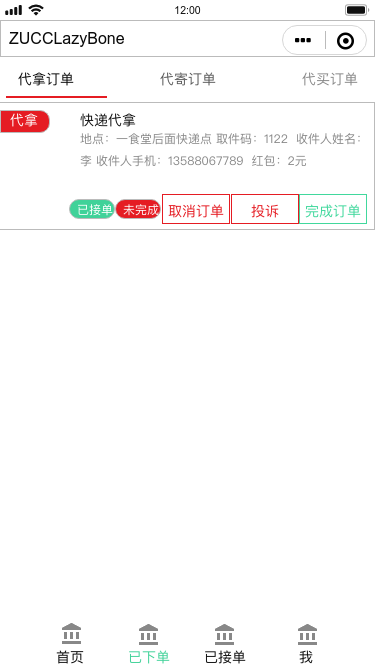 12:00
ZUCCLazyBone
代拿订单 代寄订单 代买订单
代拿 快递代拿
地点：一食堂后面快递点 取件码：1122 收件人姓名：
李 收件人手机：13588067789 红包：2元
已接单 未完成 取消订单 投诉 完成订单
首页 已下单 已接单 我